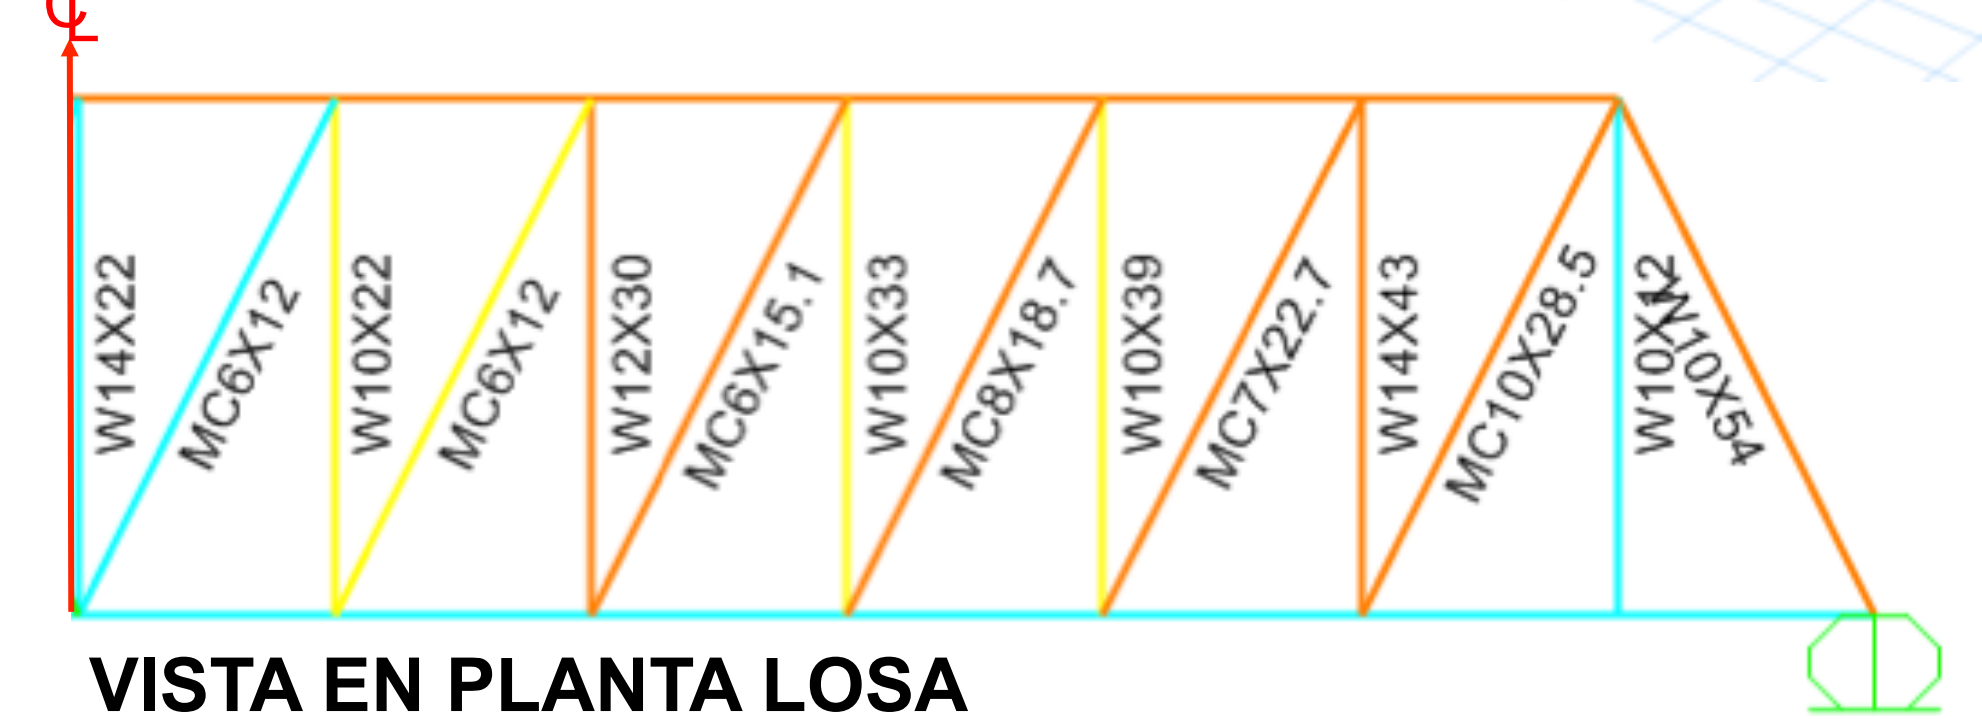 ℄
W14X22
MC6X12
W10X22
MC6X12
W12X30
MC6X15.1
W10X33
MC8X18.7
W10X39
MC7X22.7
W14X43
MC10X28.5
W10X12
W10X54
VISTA EN PLANTA LOSA